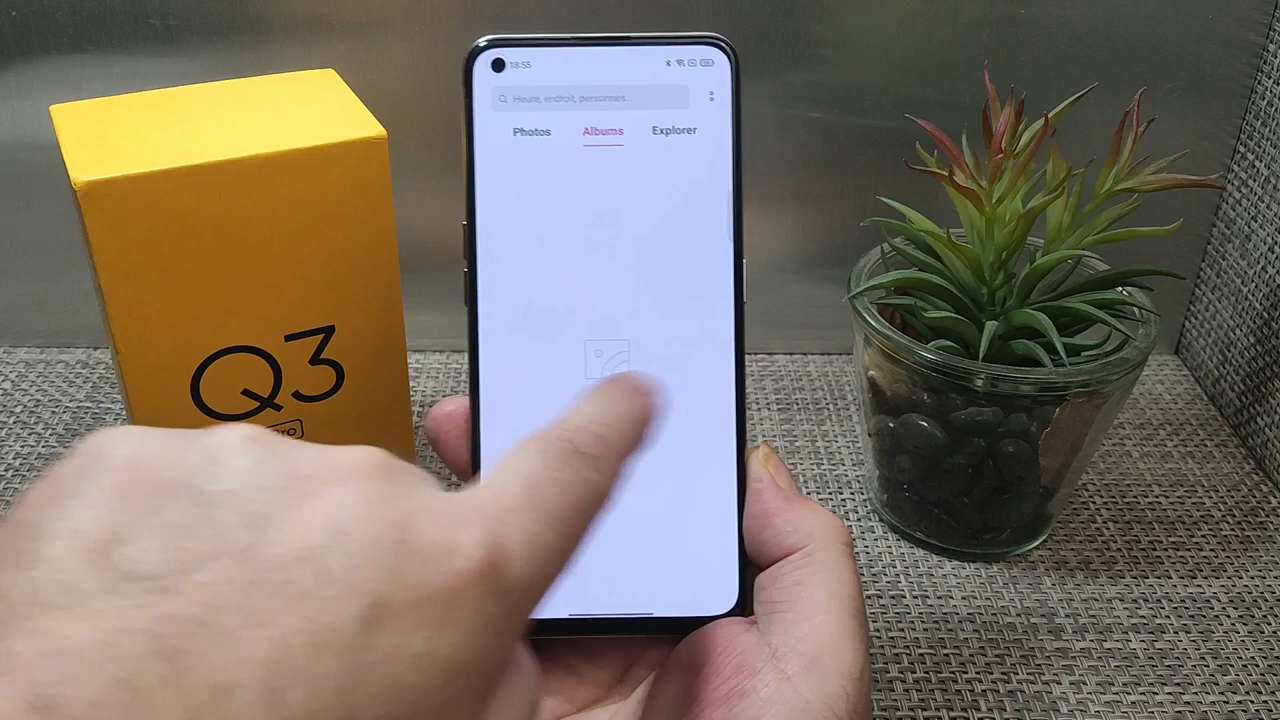 18:55
Heure, endroit, personnes...
Photos
Albums
Explorer
Q3